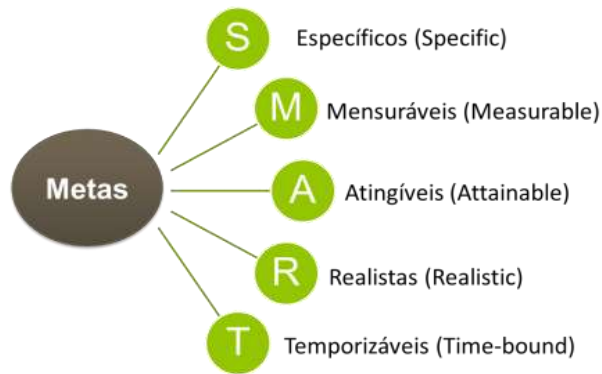 S Específicos (Specific)
M Mensuráveis (Measurable)
Metas
A Atingíveis (Attainable)
R Realistas (Realistic)
T Temporizáveis (Time-bound)